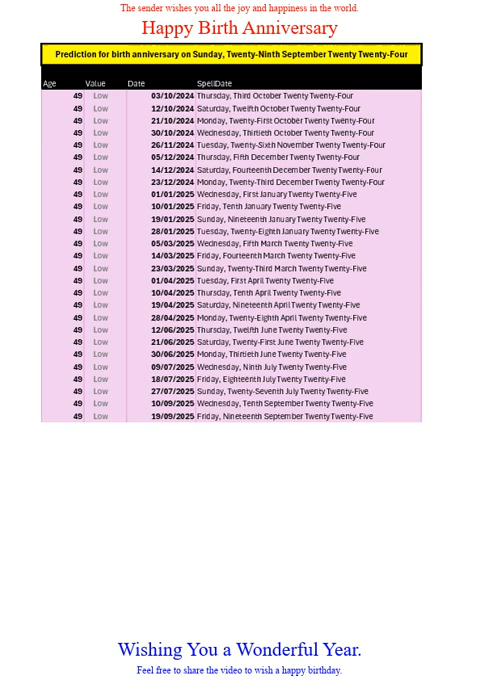 The sender wishes you all the joy and happiness in the world.
Happy Birth Anniversary
Prediction for birth anniversary on Sunday, Twenty-Ninth September Twenty Twenty-Four
Age Value Date SpellDate
49 Low 03/10/2024 Thursday, Third October Twenty Twenty-Four
49 Low 12/10/2024 Saturday, Twelfth October Twenty Twenty-Four
49 Low 21/10/2024 Monday, Twenty-First October Twenty Twenty-Four
49 Low 30/10/2024 Wednesday, Thirtieth October Twenty Twenty-Four
49 Low 26/11/2024 Tuesday, Twenty-Sixth November Twenty Twenty-Four
49 Low 05/12/2024 Thursday, Fifth December Twenty Twenty-Four
49 Low 14/12/2024 Saturday, Fourteenth December Twenty Twenty-Four
49 Low 23/12/2024 Monday, Twenty-Third December Twenty Twenty-Four
49 Low 01/01/2025 Wednesday, First January Twenty Twenty-Five
49 Low 10/01/2025 Friday, Tenth January Twenty Twenty-Five
49 Low 19/01/2025 Sunday, Nineteenth January Twenty Twenty-Five
49 Low 28/01/2025 Tuesday, Twenty-Eighth January Twenty Twenty-Five
49 Low 05/03/2025 Wednesday, Fifth March Twenty Twenty-Five
49 Low 14/03/2025 Friday, Fourteenth March Twenty Twenty-Five
49 Low 23/03/2025 Sunday, Twenty-Third March Twenty Twenty-Five
49 Low 01/04/2025 Tuesday, First April Twenty Twenty-Five
49 Low 10/04/2025 Thursday, Tenth April Twenty Twenty-Five
49 Low 19/04/2025 Saturday, Nineteenth April Twenty Twenty-Five
49 Low 28/04/2025 Monday, Twenty-Eighth April Twenty Twenty-Five
49 Low 12/06/2025 Thursday, Twelfth June Twenty Twenty-Five
49 Low 21/06/2025 Saturday, Twenty-First June Twenty Twenty-Five
49 Low 30/06/2025 Monday, Thirtieth June Twenty Twenty-Five
49 Low 09/07/2025 Wednesday, Ninth July Twenty Twenty-Five
49 Low 18/07/2025 Friday, Eighteenth July Twenty Twenty-Five
49 Low 27/07/2025 Sunday, Twenty-Seventh July Twenty Twenty-Five
49 Low 10/09/2025 Wednesday, Tenth September Twenty Twenty-Five
49 Low 19/09/2025 Friday, Nineteenth September Twenty Twenty-Five
Wishing You a Wonderful Year.
Feel free to share the video to wish a happy birthday.